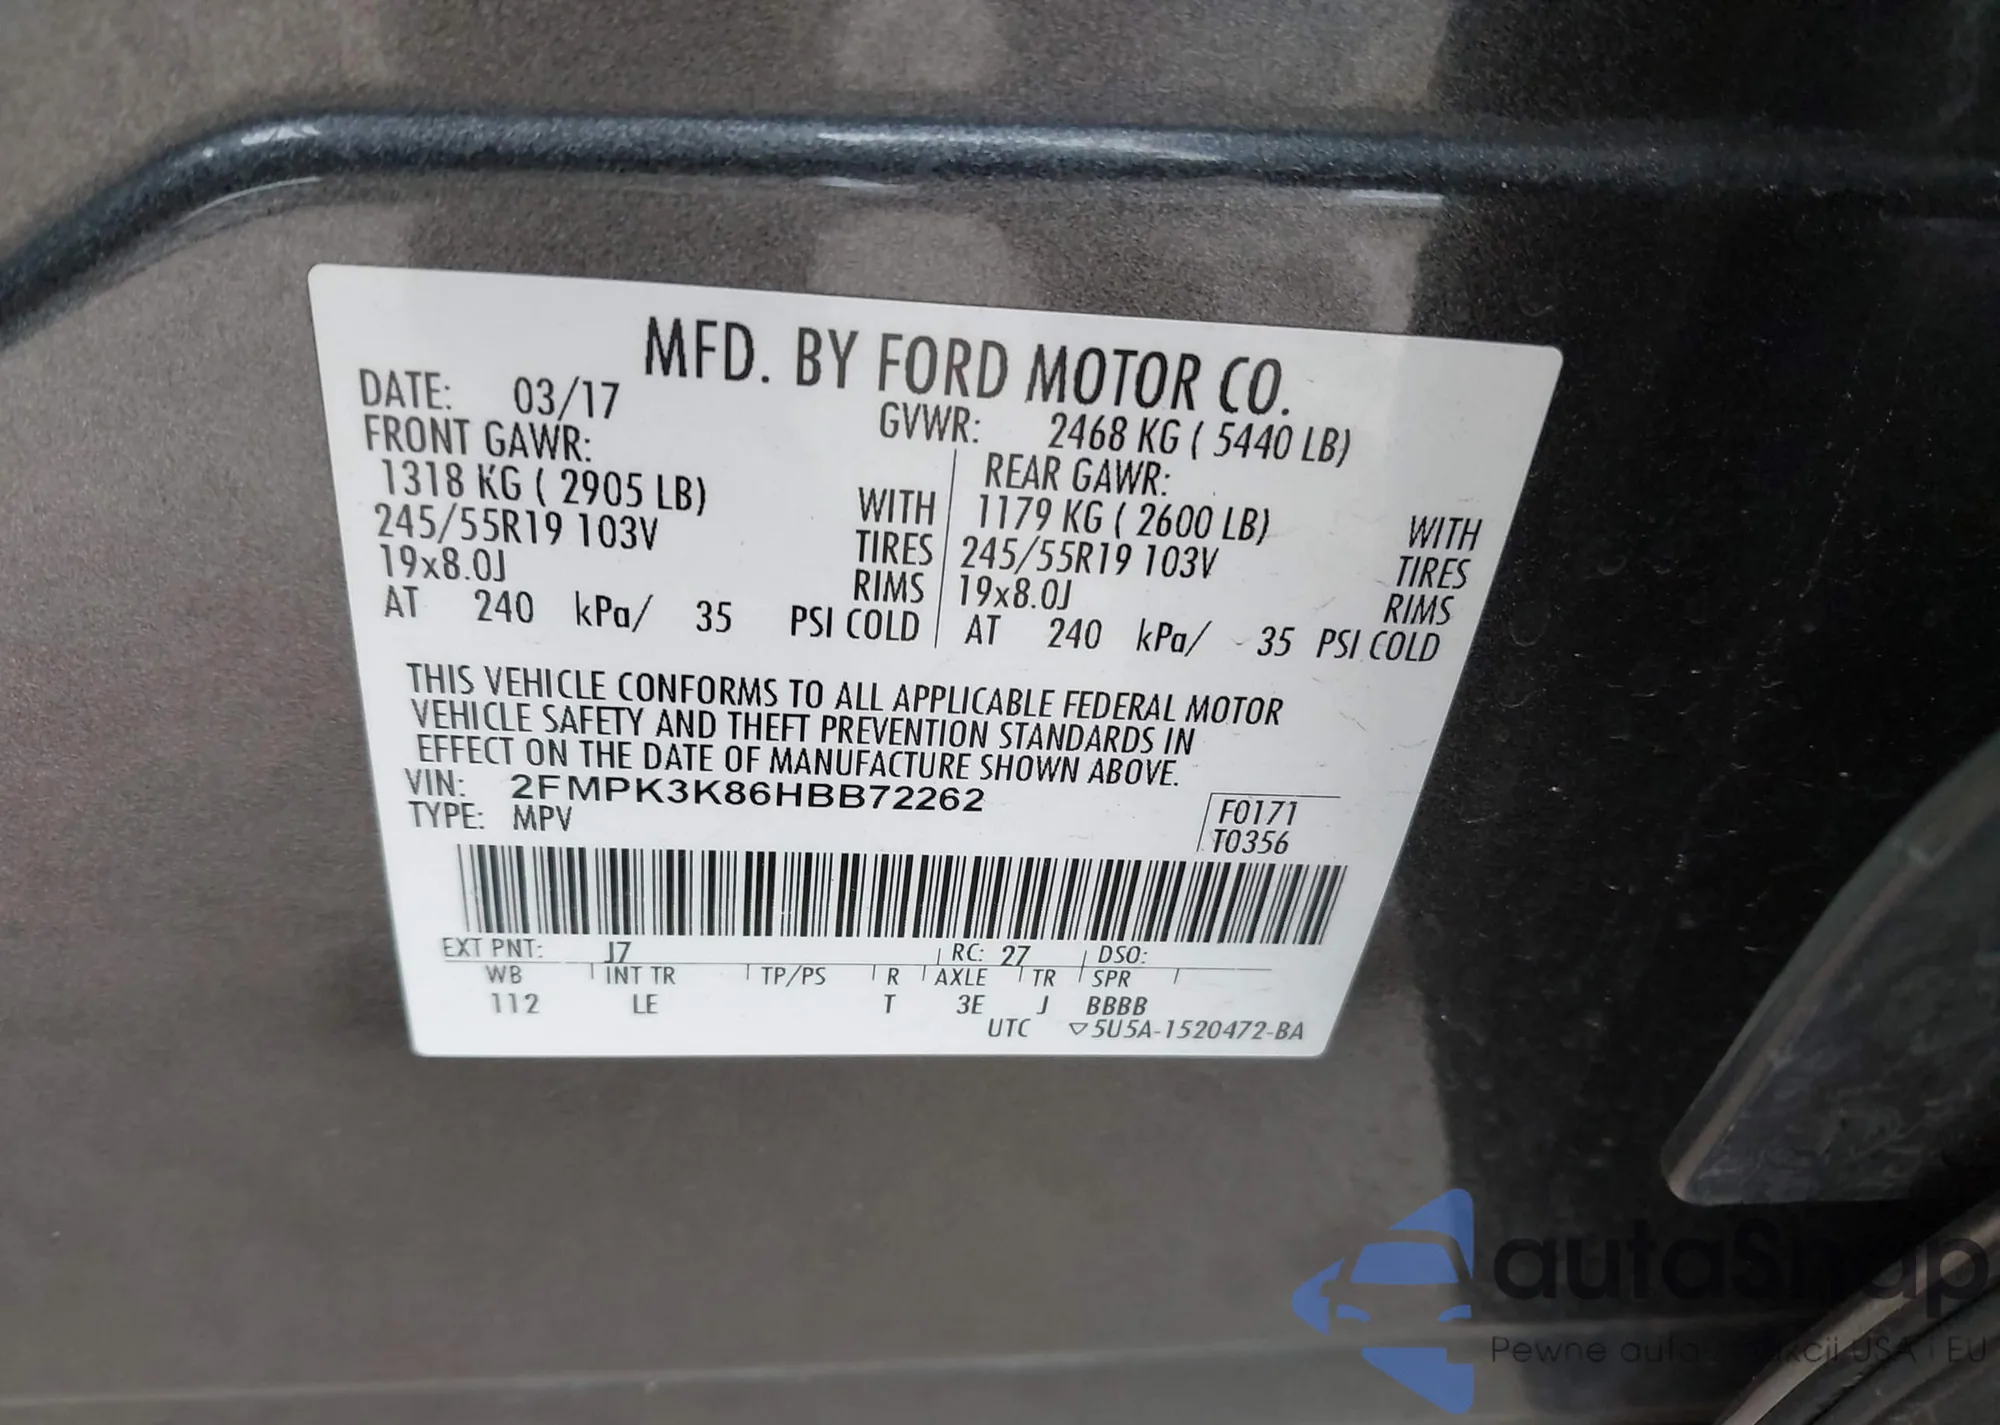 MFD. BY FORD MOTOR CO.
DATE: 03/17 GVWR: 2468 KG ( 5440 LB)
FRONT GAWR: REAR GAWR:
1318 KG ( 2905 LB) WITH 1179 KG ( 2600 LB) WITH
245/55R19 103V TIRES 245/55R19 103V TIRES
19x8.0J RIMS 19x8.0J RIMS
AT 240 kPa/ 35 PSI COLD AT 240 kPa/ 35 PSI COLD
THIS VEHICLE CONFORMS TO ALL APPLICABLE FEDERAL MOTOR
VEHICLE SAFETY AND THEFT PREVENTION STANDARDS IN
EFFECT ON THE DATE OF MANUFACTURE SHOWN ABOVE.
VIN: 2FMPK3K86HBB72262 F0171
TYPE: MPV T0356
EXT PNT: J7 RC: 27 DSO:
WB INT TR TP/PS R AXLE TR SPR
112 LE T 3E J BBBB
UTC ▽5U5A-1520472-BA
autaSnap
Pewne auta USA i EU